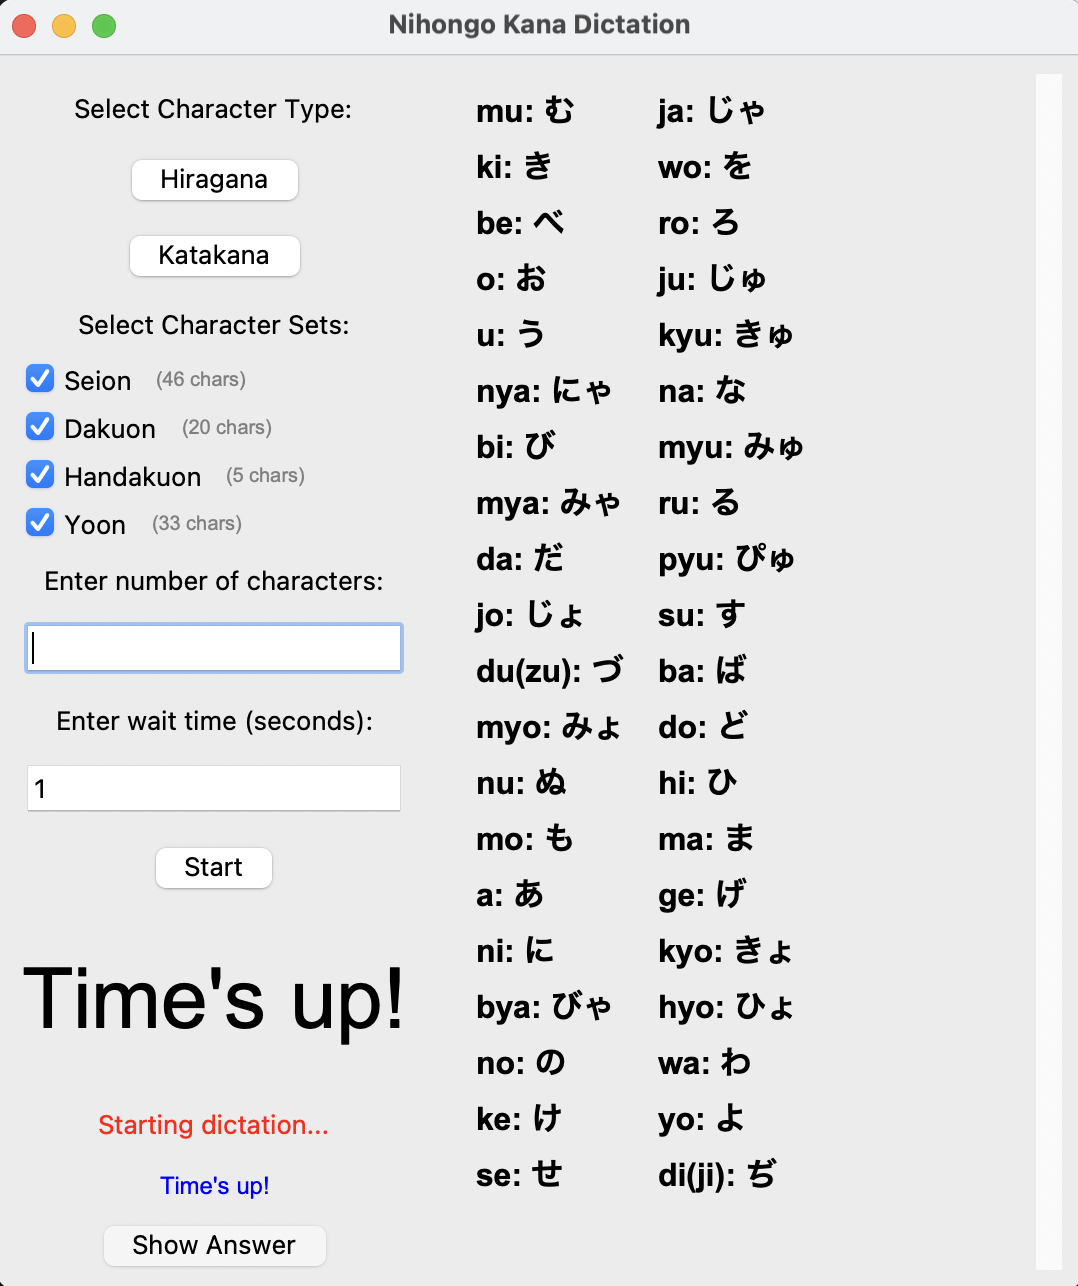 Nihongo Kana Dictation
Select Character Type:
Hiragana
Katakana
Select Character Sets:
Seion (46 chars)
Dakuon (20 chars)
Handakuon (5 chars)
Yoon (33 chars)
Enter number of characters:
Enter wait time (seconds):
1
Start
Time's up!
Starting dictation...
Time's up!
Show Answer
mu: む
ki: き
be: べ
o: お
u: う
nya: にゃ
bi: び
mya: みゃ
da: だ
jo: じょ
du(zu): づ
myo: みょ
nu: ぬ
mo: も
a: あ
ni: に
bya: びゃ
no: の
ke: け
se: せ
ja: じゃ
wo: を
ro: ろ
ju: じゅ
kyu: きゅ
na: な
myu: みゅ
ru: る
pyu: ぴゅ
su: す
ba: ば
do: ど
hi: ひ
ma: ま
ge: げ
kyo: きょ
hyo: ひょ
wa: わ
yo: よ
di(ji): ぢ